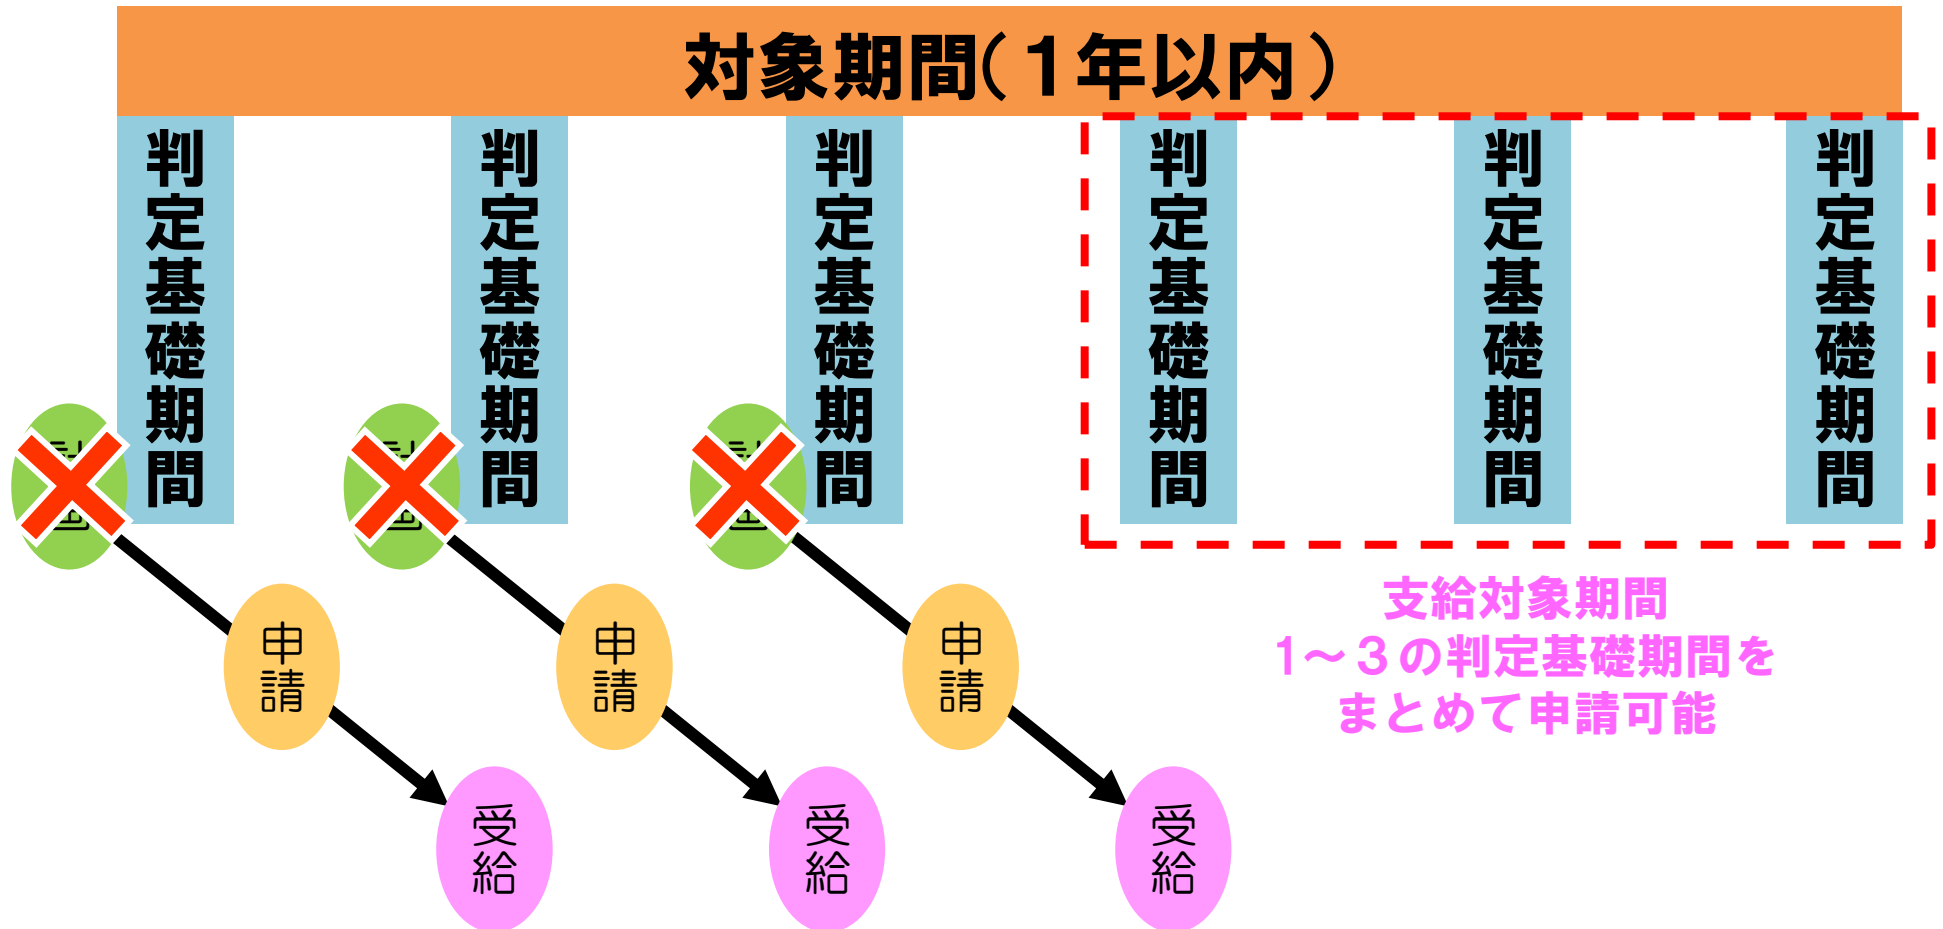 対象期間（１年以内）
判定基礎期間
判定基礎期間
判定基礎期間
判定基礎期間
判定基礎期間
判定基礎期間
申請
申請
申請
受給
受給
受給
支給対象期間
1～３の判定基礎期間を
まとめて申請可能